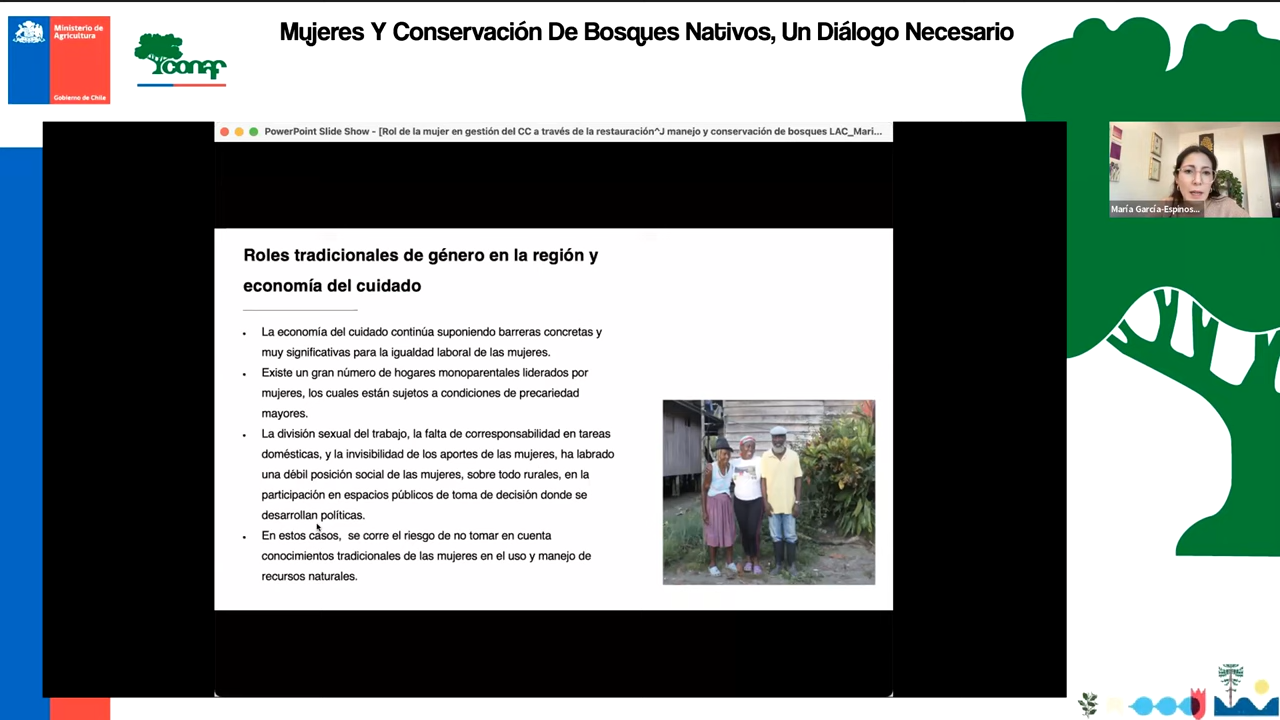 Mujeres Y Conservación De Bosques Nativos, Un Diálogo Necesario
Ministerio de
Agricultura
Gobierno de Chile
conaf
PowerPoint Slide Show - [Rol de la mujer en gestión del CC a través de la restauración^J manejo y conservación de bosques LAC_Mari...
María García-Espinos...
Roles tradicionales de género en la región y
economía del cuidado
• La economía del cuidado continúa suponiendo barreras concretas y
muy significativas para la igualdad laboral de las mujeres.
• Existe un gran número de hogares monoparentales liderados por
mujeres, los cuales están sujetos a condiciones de precariedad
mayores.
• La división sexual del trabajo, la falta de corresponsabilidad en tareas
domésticas, y la invisibilidad de los aportes de las mujeres, ha labrado
una débil posición social de las mujeres, sobre todo rurales, en la
participación en espacios públicos de toma de decisión donde se
desarrollan políticas.
• En estos casos, se corre el riesgo de no tomar en cuenta
conocimientos tradicionales de las mujeres en el uso y manejo de
recursos naturales.